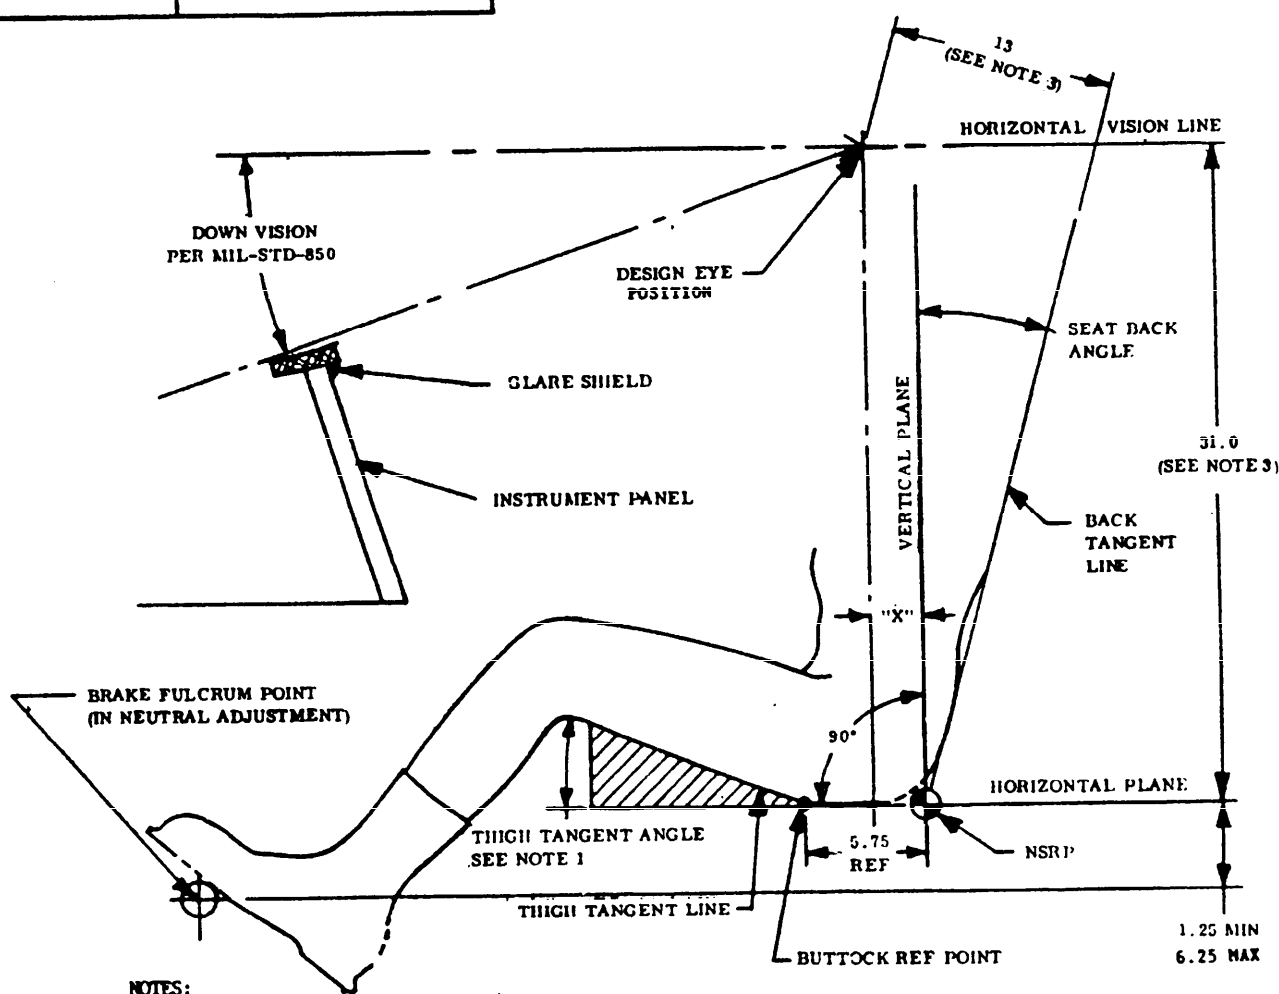 13
(SEE NOTE 3)
HORIZONTAL VISION LINE
DOWN VISION
PER MIL-STD-850
DESIGN EYE
POSITION
SEAT BACK
ANGLE
GLARE SHIELD
VERTICAL PLANE
31.0
(SEE NOTE 3)
INSTRUMENT PANEL
BACK
TANGENT
LINE
"X"
BRAKE FULCRUM POINT
(IN NEUTRAL ADJUSTMENT)
90°
HORIZONTAL PLANE
THIGH TANGENT ANGLE
SEE NOTE 1
5.75
REF
NSRP
THIGH TANGENT LINE
1.25 MIN
6.25 MAX
BUTTOCK REF POINT
NOTES: